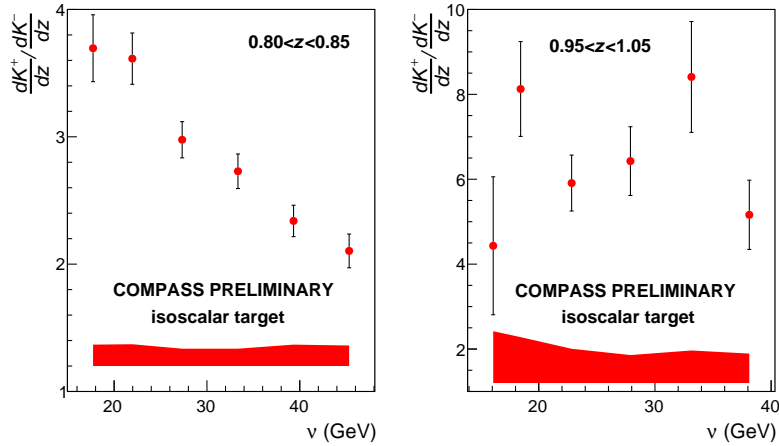 dK⁺/dz / dK⁻/dz
4
3
2
1
0.80<z<0.85
COMPASS PRELIMINARY
isoscalar target
20 30 40
ν (GeV)
dK⁺/dz / dK⁻/dz
10
8
6
4
2
0.95<z<1.05
COMPASS PRELIMINARY
isoscalar target
20 30 40
ν (GeV)